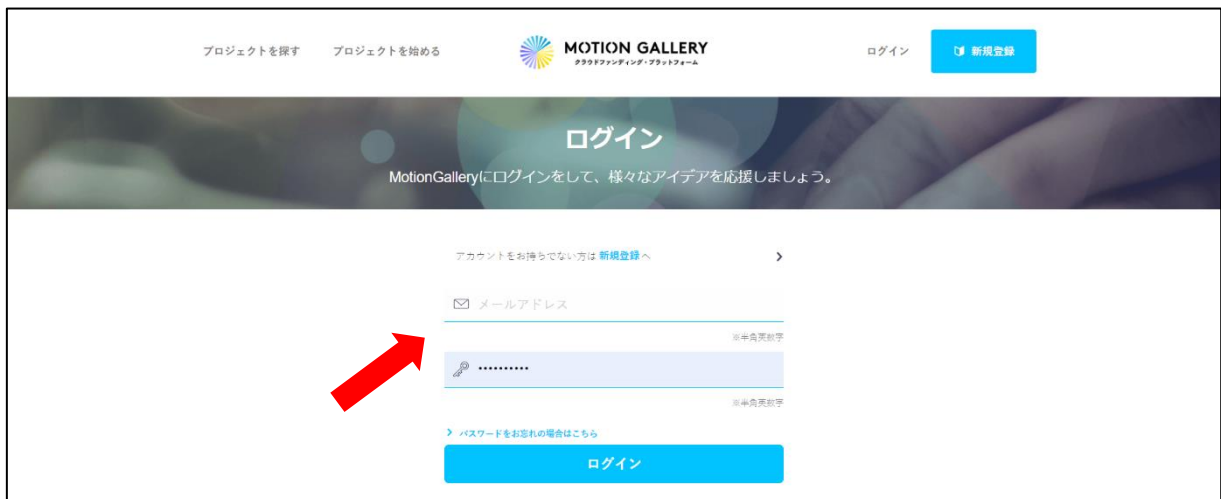 プロジェクトを探す
プロジェクトを始める
MOTION GALLERY
クラウドファンディング・プラットフォーム
ログイン
新規登録
ログイン
MotionGalleryにログインをして、様々なアイデアを応援しましょう。
アカウントをお持ちでない方は 新規登録 へ
メールアドレス
※半角英数字
••••••••••
※半角英数字
パスワードをお忘れの場合はこちら
ログイン